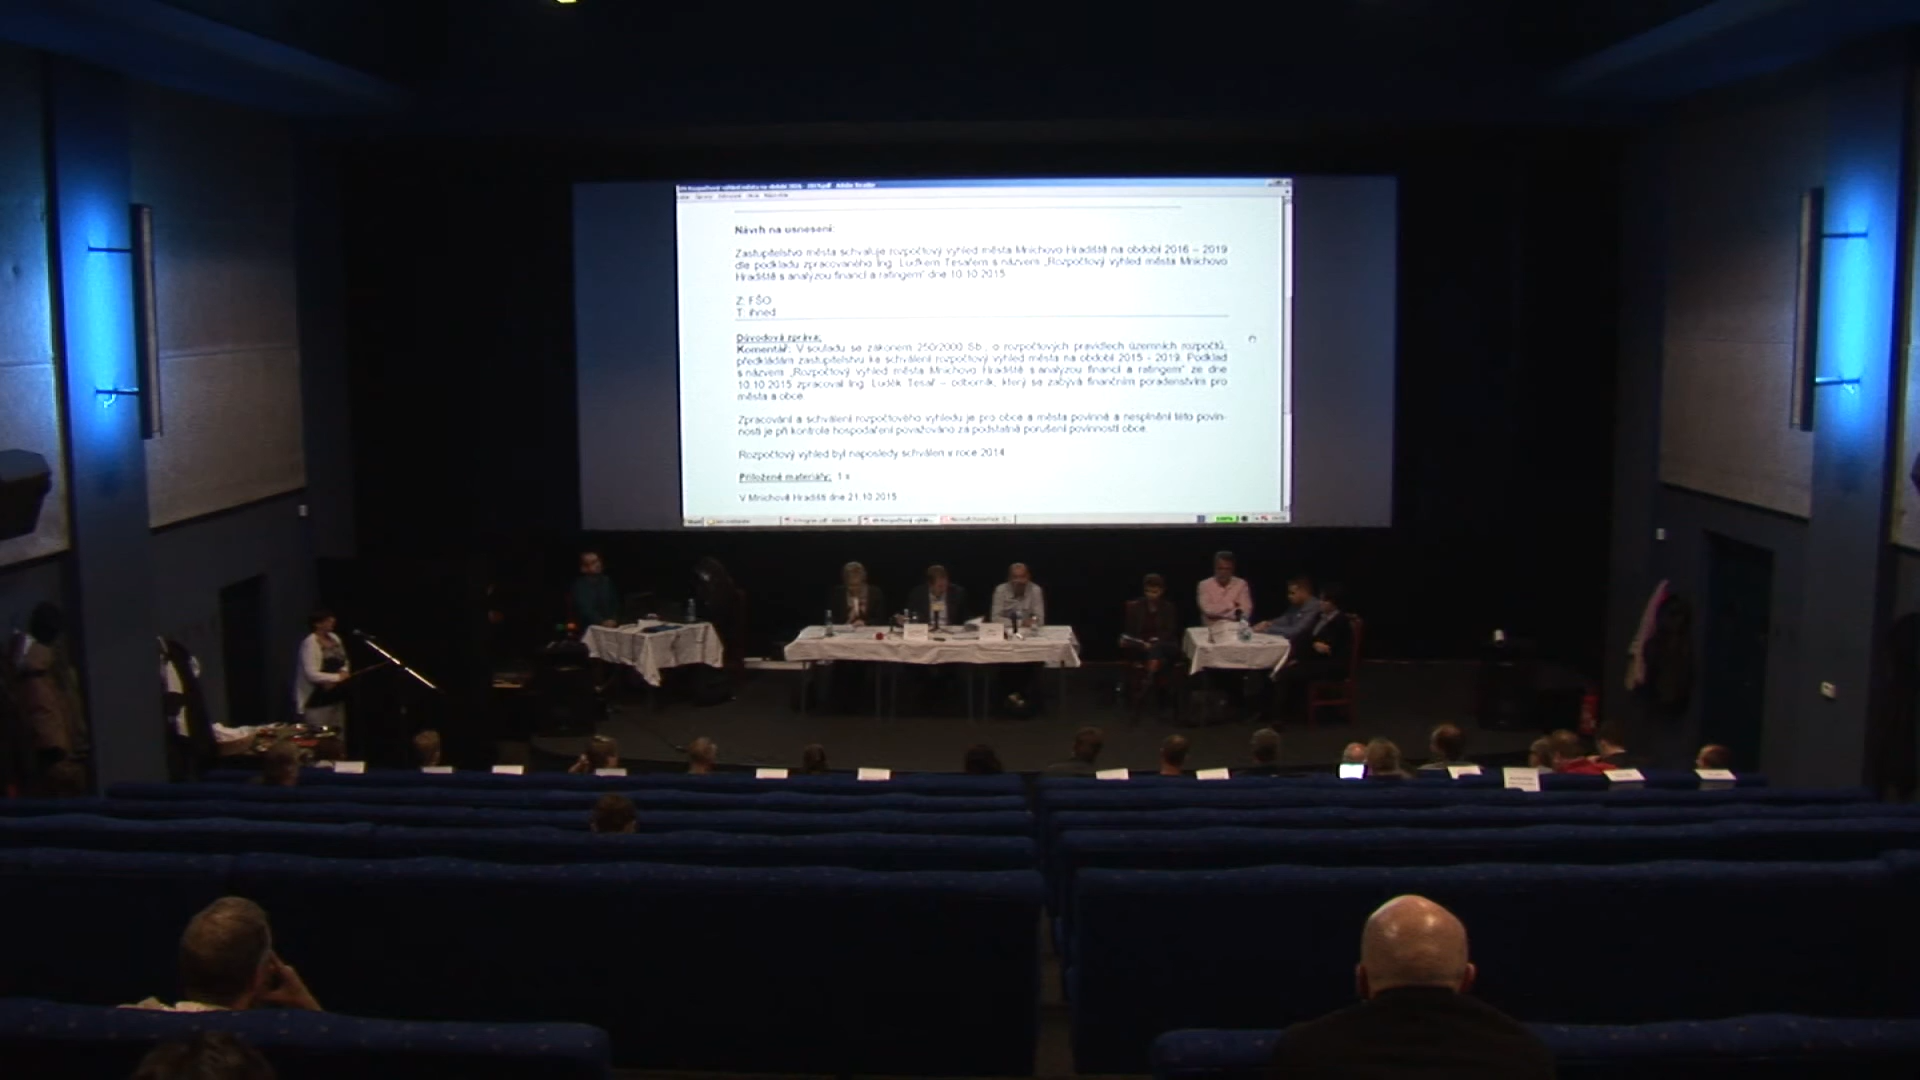 Návrh na usnesení:
Zastupitelstvo města schvaluje rozpočtový výhled města Mnichovo Hradiště na období 2016 – 2019
dle podkladu zpracovaného Ing. Luďkem Tesařem s názvem „Rozpočtový výhled města Mnichovo
Hradiště s analýzou financí a ratingem“ dne 10.10.2015
Z: FŠO
T: ihned
Důvodová zpráva:
Komentář: V souladu se zákonem 250/2000 Sb., o rozpočtových pravidlech územních rozpočtů,
předkládám zastupitelstvu ke schválení rozpočtový výhled města na období 2015 - 2019. Podklad
s názvem „Rozpočtový výhled města Mnichovo Hradiště s analýzou financí a ratingem“ ze dne
10.10.2015 zpracoval Ing. Luděk Tesař – odborník, který se zabývá finančním poradenstvím pro
města a obce.
Zpracování a schválení rozpočtového výhledu je pro obce a města povinné a nesplnění této povin-
nosti je při kontrole hospodaření považováno za podstatné porušení povinností obce.
Rozpočtový výhled byl naposledy schválen v roce 2014
Přiložené materiály: 1 x
V Mnichově Hradišti dne 21.10.2015